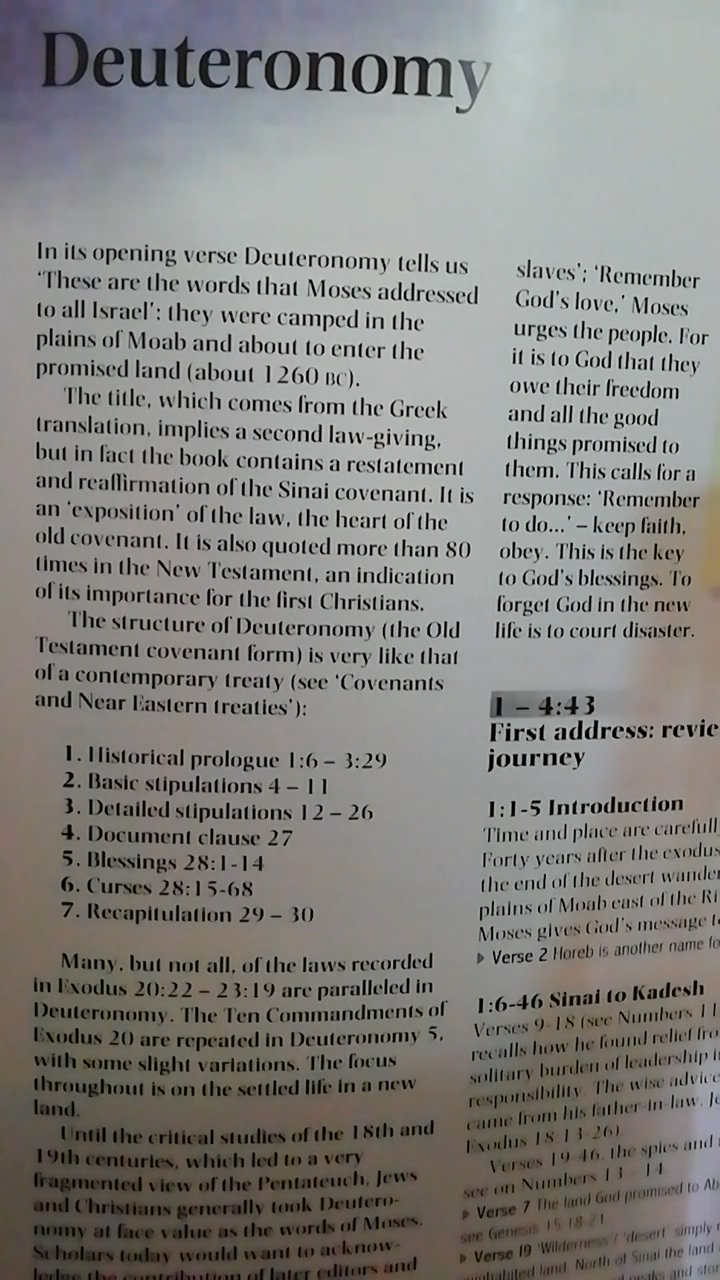 Deuteronomy
In its opening verse Deuteronomy tells us
‘These are the words that Moses addressed
to all Israel’: they were camped in the
plains of Moab and about to enter the
promised land (about 1260 BC).
The title, which comes from the Greek
translation, implies a second law-giving,
but in fact the book contains a restatement
and reaffirmation of the Sinai covenant. It is
an ‘exposition’ of the law, the heart of the
old covenant. It is also quoted more than 80
times in the New Testament, an indication
of its importance for the first Christians.
The structure of Deuteronomy (the Old
Testament covenant form) is very like that
of a contemporary treaty (see ‘Covenants
and Near Eastern treaties’):
1. Historical prologue 1:6 – 3:29
2. Basic stipulations 4 – 11
3. Detailed stipulations 12 – 26
4. Document clause 27
5. Blessings 28:1-14
6. Curses 28:15-68
7. Recapitulation 29 – 30
Many, but not all, of the laws recorded
in Exodus 20:22 – 23:19 are paralleled in
Deuteronomy. The Ten Commandments of
Exodus 20 are repeated in Deuteronomy 5,
with some slight variations. The focus
throughout is on the settled life in a new
land.
Until the critical studies of the 18th and
19th centuries, which led to a very
fragmented view of the Pentateuch, Jews
and Christians generally took Deutero-
nomy at face value as the words of Moses.
Scholars today would want to acknow-
ledge the contribution of later editors and
slaves’; ‘Remember
God’s love,’ Moses
urges the people. For
it is to God that they
owe their freedom
and all the good
things promised to
them. This calls for a
response: ‘Remember
to do...’ – keep faith,
obey. This is the key
to God’s blessings. To
forget God in the new
life is to court disaster.
1 – 4:43
First address: revie
journey
1:1-5 Introduction
Time and place are carefull
Forty years after the exodus
the end of the desert wander
plains of Moab east of the Ri
Moses gives God’s message t
▶ Verse 2 Horeb is another name fo
1:6-46 Sinai to Kadesh
Verses 9-18 (see Numbers 11
recalls how he found relief fro
solitary burden of leadership i
responsibility. The wise advice
came from his father-in-law, Je
Exodus 18:13-26)
Verses 19-46, the spies and
see on Numbers 13 – 14.
▶ Verse 7 The land God promised to Ab
see Genesis 15:18-21
▶ Verse 19 ‘Wilderness’/‘desert’ simply
land. North of Sinai the land